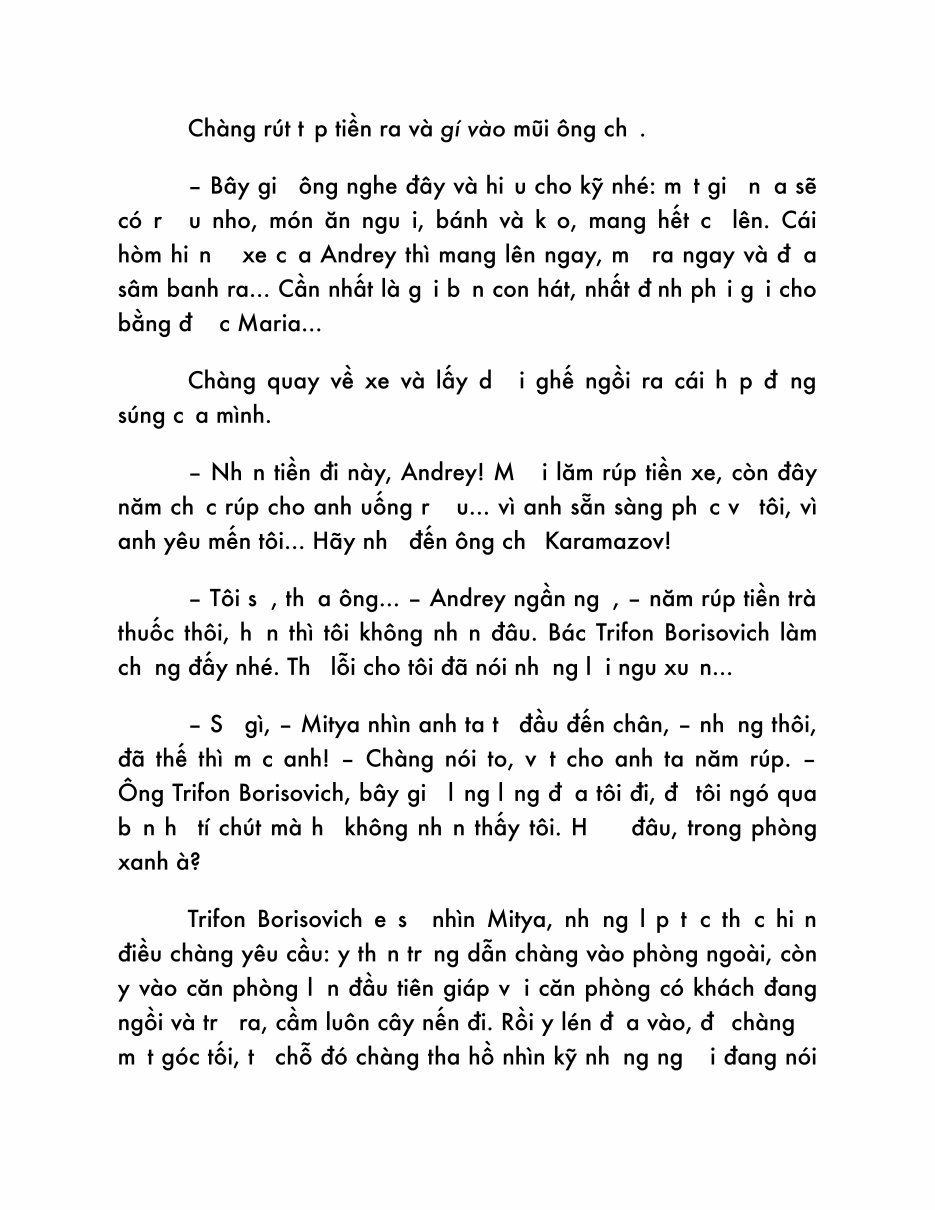 Chàng rút t p tiền ra và gí vào mũi ông ch .
– Bây gi ông nghe đây và hi u cho kỹ nhé: m t gi n a sẽ
có r u nho, món ăn ngu i, bánh và k o, mang hết c lên. Cái
hòm hi n xe c a Andrey thì mang lên ngay, m ra ngay và đ a
sâm banh ra... Cần nhất là g i b n con hát, nhất đ nh ph i g i cho
bằng đ c Maria...
Chàng quay về xe và lấy d i ghế ngồi ra cái h p đ ng
súng c a mình.
– Nh n tiền đi này, Andrey! M i lăm rúp tiền xe, còn đây
năm ch c rúp cho anh uống r u... vì anh sẵn sàng ph c v tôi, vì
anh yêu mến tôi... Hãy nh đến ông ch Karamazov!
– Tôi s , th a ông... – Andrey ngần ng , – năm rúp tiền trà
thuốc thôi, h n thì tôi không nh n đâu. Bác Trifon Borisovich làm
ch ng đấy nhé. Th lỗi cho tôi đã nói nh ng l i ngu xu n...
– S gì, – Mitya nhìn anh ta t đầu đến chân, – nh ng thôi,
đã thế thì m c anh! – Chàng nói to, v t cho anh ta năm rúp. –
Ông Trifon Borisovich, bây gi l ng l ng đ a tôi đi, đ tôi ngó qua
b n h tí chút mà h không nh n thấy tôi. H đâu, trong phòng
xanh à?
Trifon Borisovich e s nhìn Mitya, nh ng l p t c th c hi n
điều chàng yêu cầu: y th n tr ng dẫn chàng vào phòng ngoài, còn
y vào căn phòng l n đầu tiên giáp v i căn phòng có khách đang
ngồi và tr ra, cầm luôn cây nến đi. Rồi y lén đ a vào, đ chàng
m t góc tối, t chỗ đó chàng tha hồ nhìn kỹ nh ng ng i đang nói